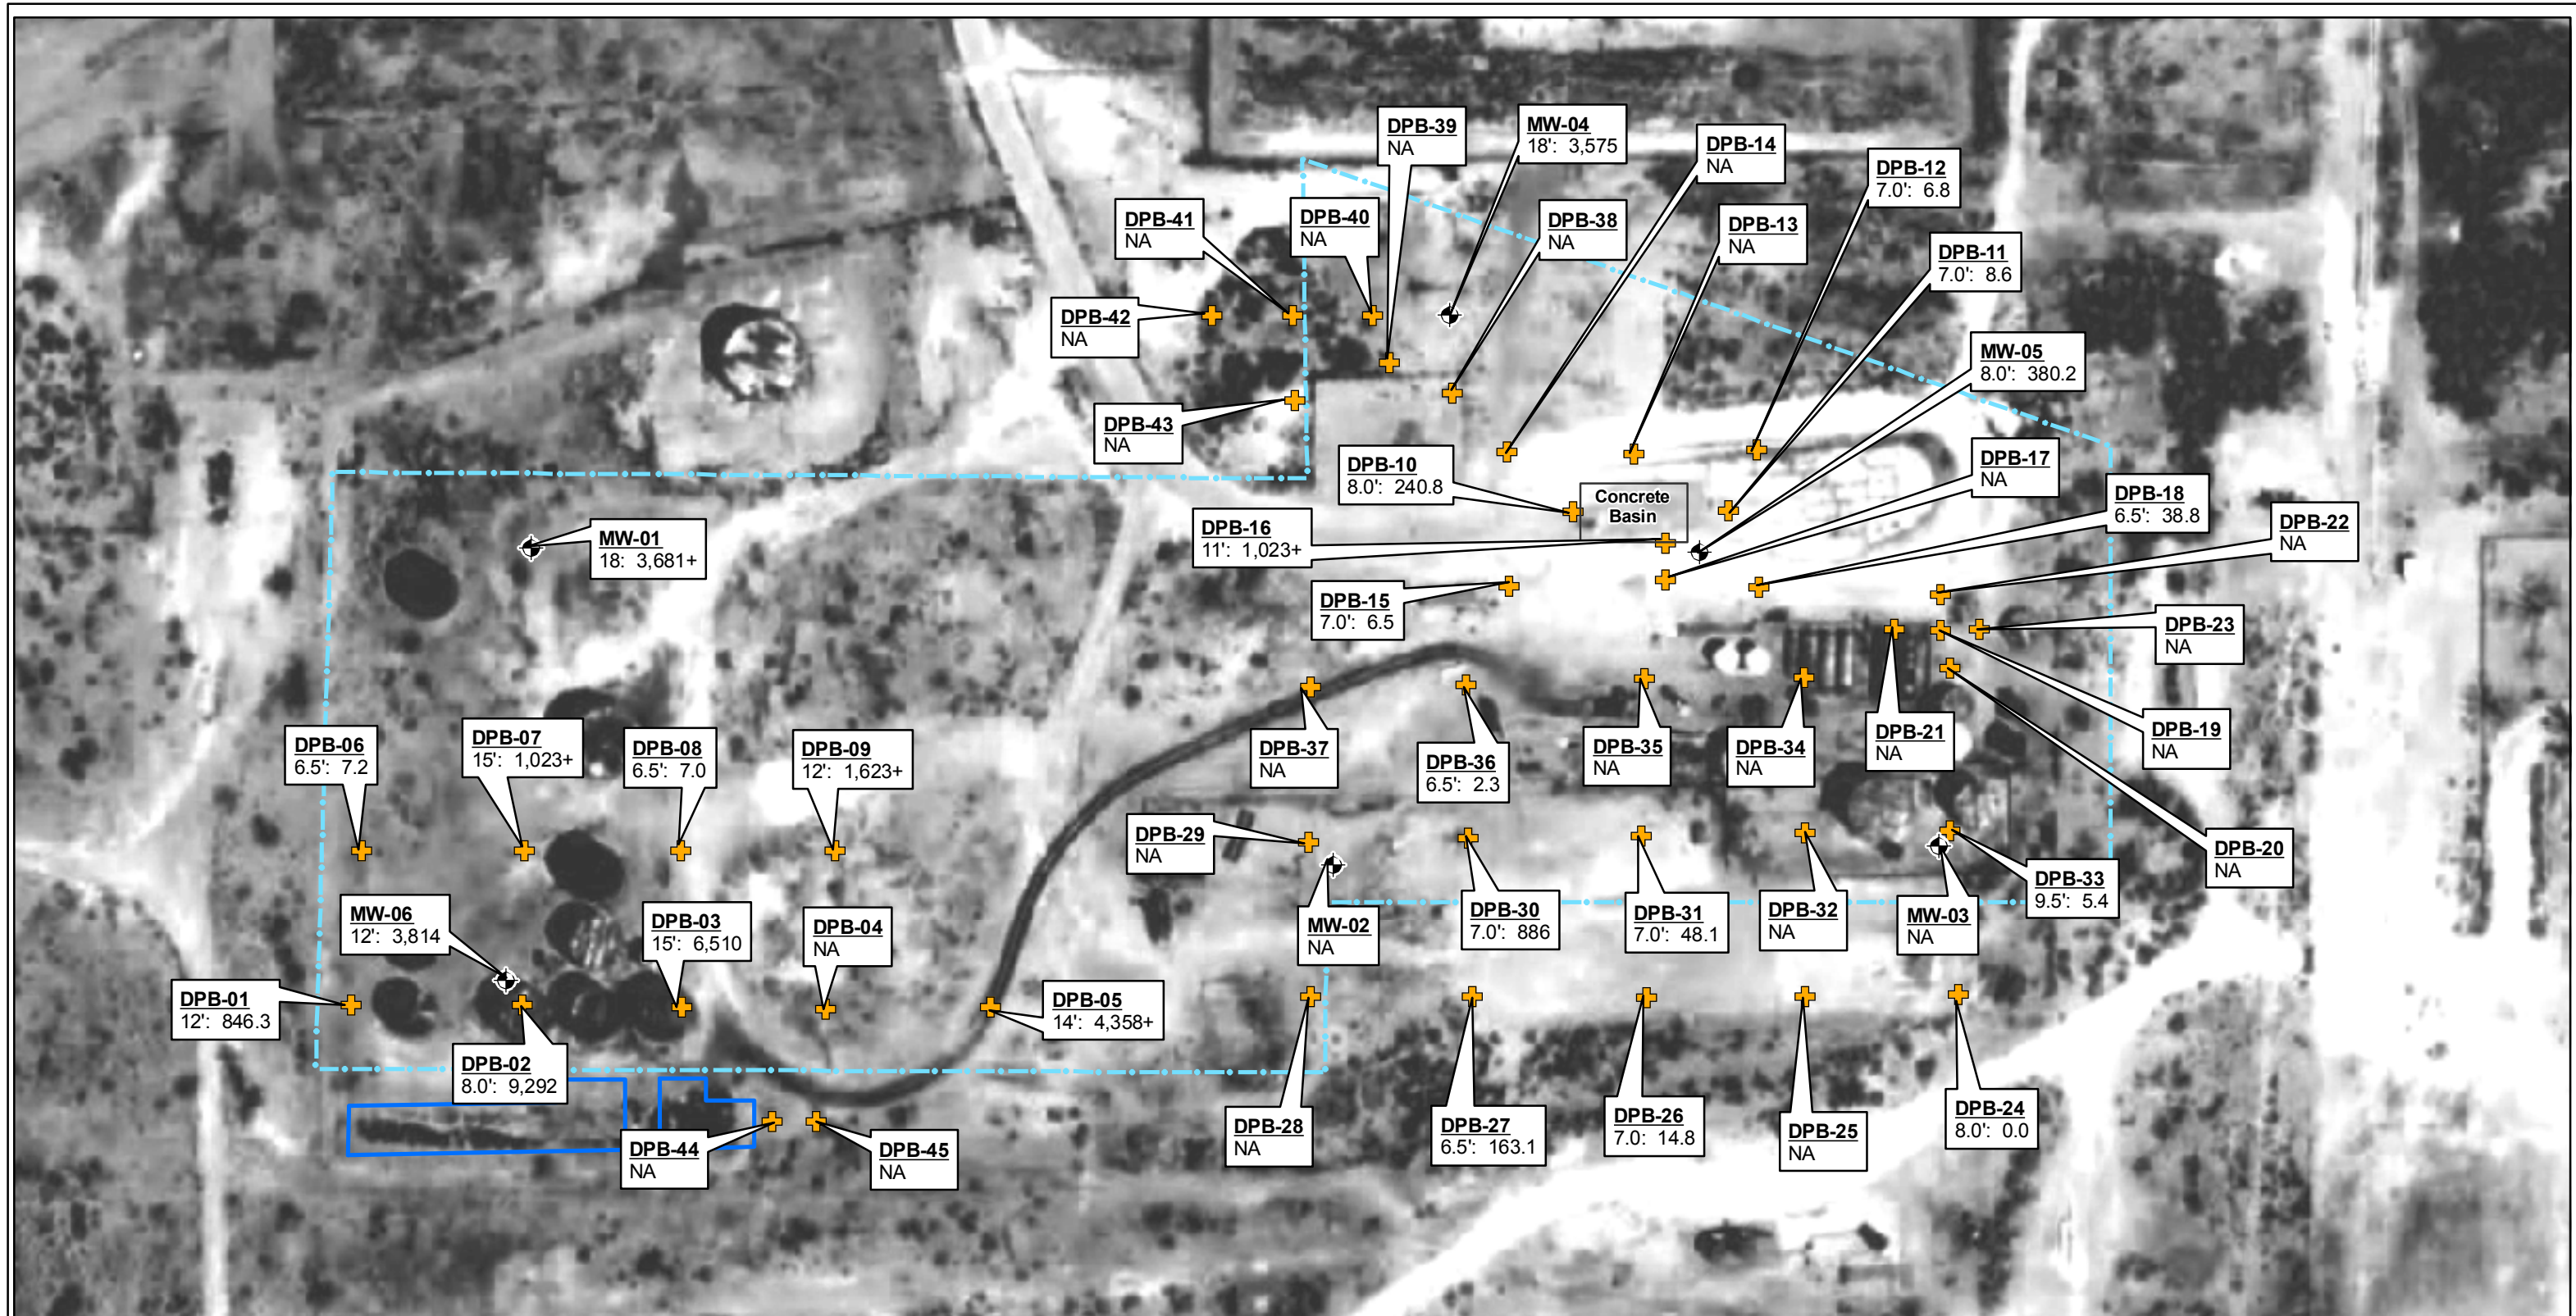 DPB-39
NA
MW-04
18': 3,575
DPB-14
NA
DPB-12
7.0': 6.8
DPB-41
NA
DPB-40
NA
DPB-38
NA
DPB-13
NA
DPB-11
7.0': 8.6
DPB-42
NA
MW-05
8.0': 380.2
DPB-43
NA
DPB-10
8.0': 240.8
Concrete
Basin
DPB-17
NA
DPB-18
6.5': 38.8
DPB-22
NA
MW-01
18: 3,681+
DPB-16
11': 1,023+
DPB-15
7.0': 6.5
DPB-23
NA
DPB-06
6.5': 7.2
DPB-07
15': 1,023+
DPB-08
6.5': 7.0
DPB-09
12': 1,623+
DPB-37
NA
DPB-36
6.5': 2.3
DPB-35
NA
DPB-34
NA
DPB-21
NA
DPB-19
NA
DPB-29
NA
DPB-20
NA
DPB-33
9.5': 5.4
MW-06
12': 3,814
DPB-03
15': 6,510
DPB-04
NA
MW-02
NA
DPB-30
7.0': 886
DPB-31
7.0': 48.1
DPB-32
NA
MW-03
NA
DPB-01
12': 846.3
DPB-05
14': 4,358+
DPB-02
8.0': 9,292
DPB-44
NA
DPB-45
NA
DPB-28
NA
DPB-27
6.5': 163.1
DPB-26
7.0: 14.8
DPB-25
NA
DPB-24
8.0': 0.0